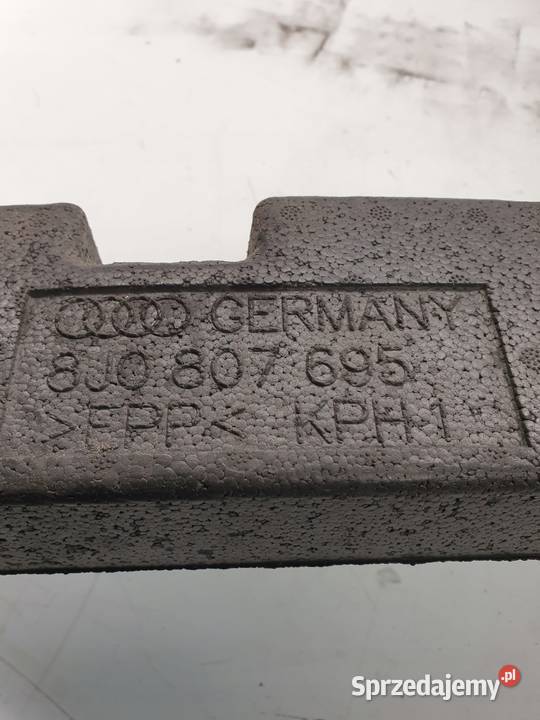 GERMANY
8J0 807 695
>EPP< KPH 1
Sprzedajemy.pl